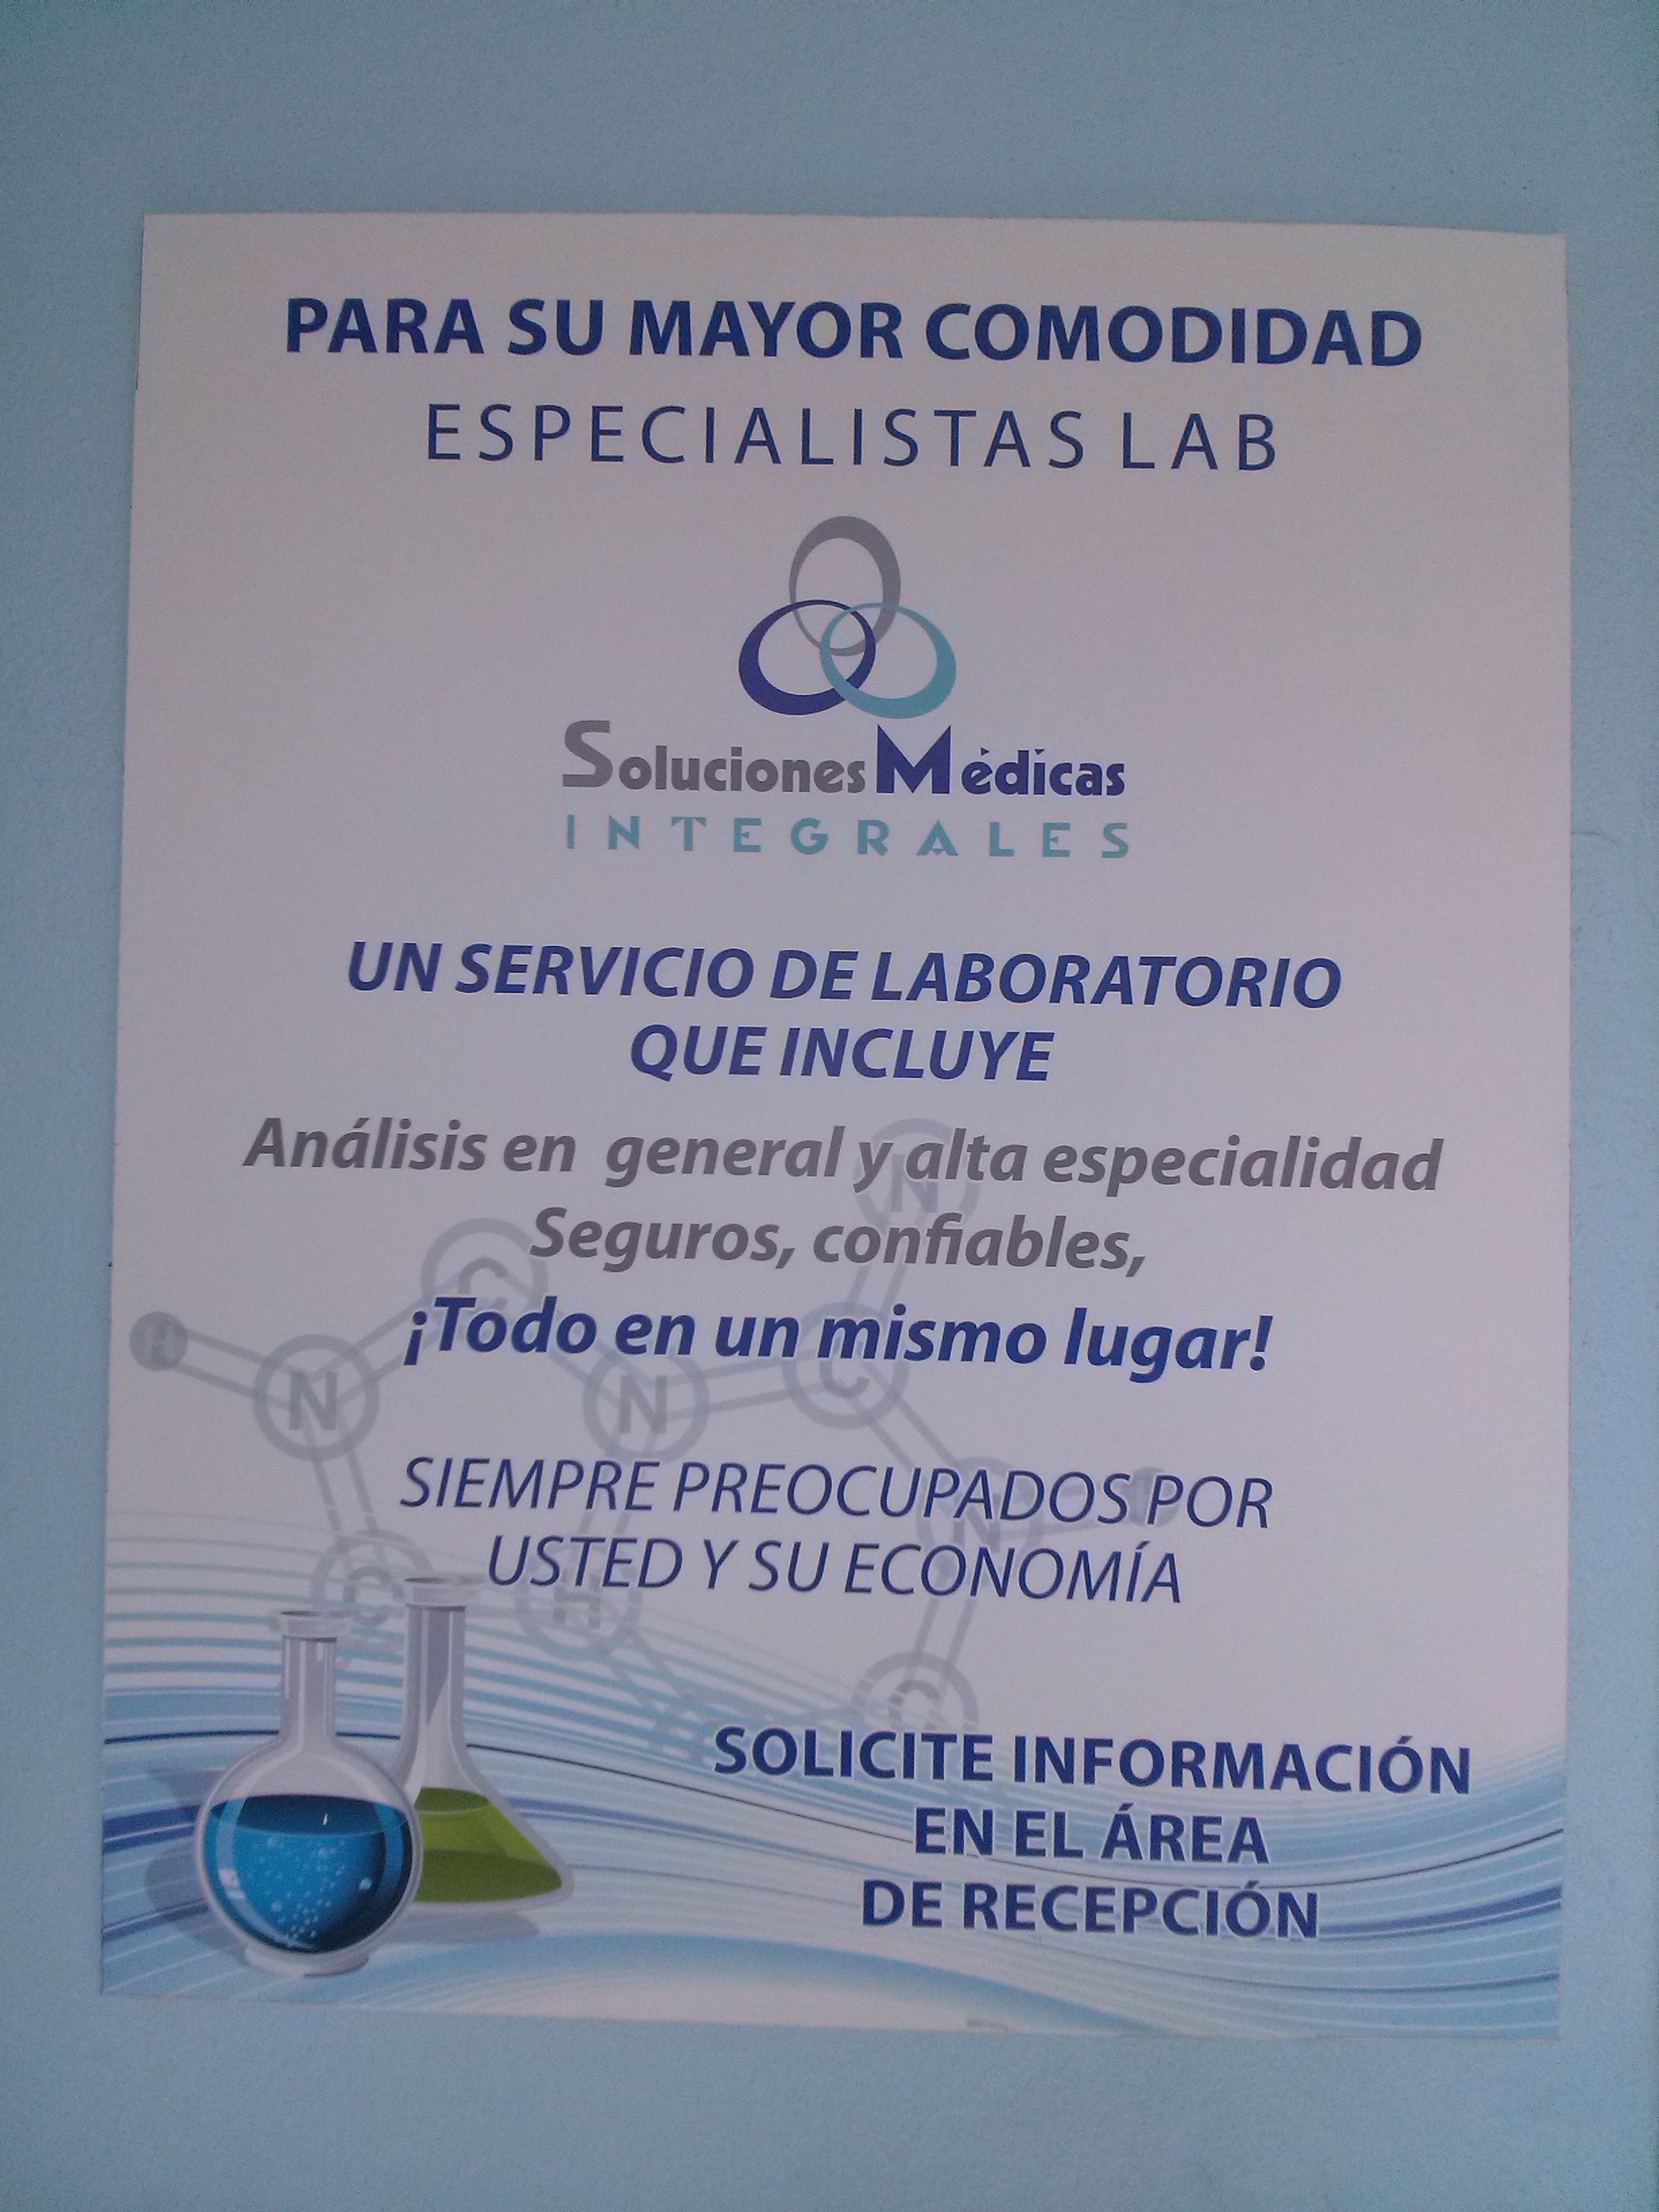 PARA SU MAYOR COMODIDAD
ESPECIALISTAS LAB
Soluciones Médicas
INTEGRALES
UN SERVICIO DE LABORATORIO
QUE INCLUYE
Análisis en general y alta especialidad
Seguros, confiables,
¡Todo en un mismo lugar!
SIEMPRE PREOCUPADOS POR
USTED Y SU ECONOMÍA
SOLICITE INFORMACIÓN
EN EL ÁREA
DE RECEPCIÓN
N
C
H
N
N
C
N
C
H
C